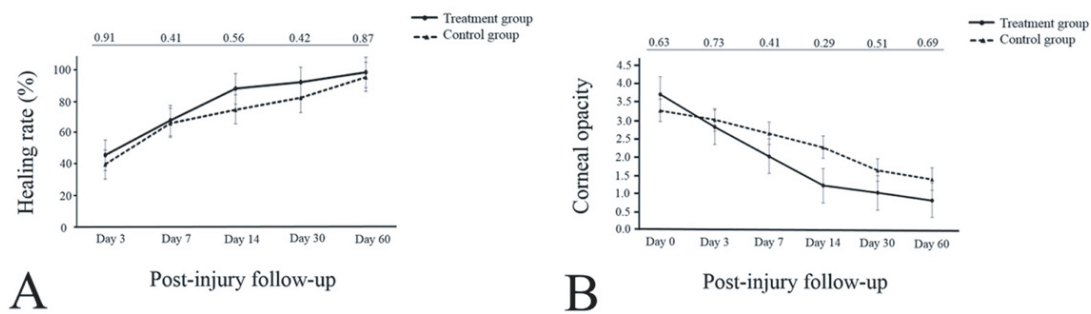 Treatment group
Control group
0.91 0.41 0.56 0.42 0.87
Healing rate (%)
100
80
60
40
20
0
Day 3 Day 7 Day 14 Day 30 Day 60
Post-injury follow-up
A
Treatment group
Control group
0.63 0.73 0.41 0.29 0.51 0.69
Corneal opacity
4.5
4.0
3.5
3.0
2.5
2.0
1.5
1.0
0.5
0.0
Day 0 Day 3 Day 7 Day 14 Day 30 Day 60
Post-injury follow-up
B